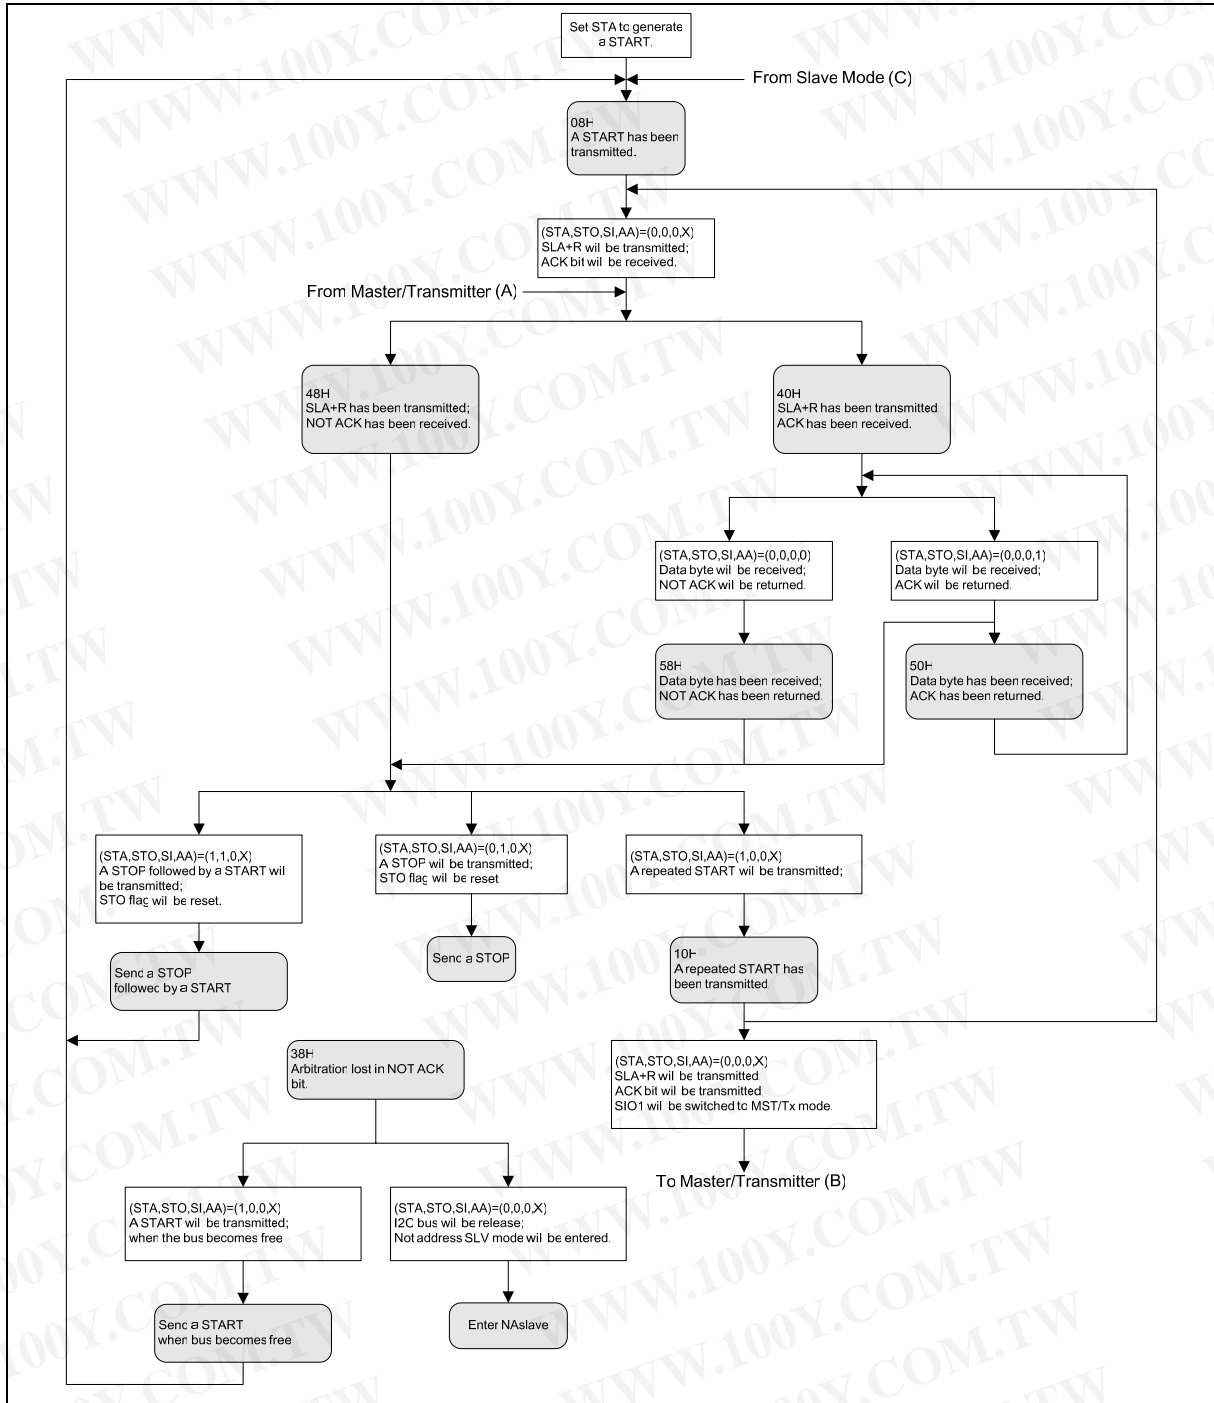 Set STA to generate
a START.
From Slave Mode (C)
08H
A START has been
transmitted.
(STA,STO,SI,AA)=(0,0,0,X)
SLA+R will be transmitted;
ACK bit will be received.
From Master/Transmitter (A)
48H
SLA+R has been transmitted;
NOT ACK has been received.
40H
SLA+R has been transmitted
ACK has been received.
(STA,STO,SI,AA)=(0,0,0,0)
Data byte will be received;
NOT ACK will be returned.
(STA,STO,SI,AA)=(0,0,0,1)
Data byte will be received;
ACK will be returned.
58H
Data byte has been received;
NOT ACK has been returned.
50H
Data byte has been received;
ACK has been returned.
(STA,STO,SI,AA)=(1,1,0,X)
A STOP followed by a START will
be transmitted;
STO flag will be reset.
(STA,STO,SI,AA)=(0,1,0,X)
A STOP will be transmitted;
STO flag will be reset
(STA,STO,SI,AA)=(1,0,0,X)
A repeated START will be transmitted;
Send a STOP
followed by a START
Send a STOP
10H
A repeated START has
been transmitted
38H
Arbitration lost in NOT ACK
bit.
(STA,STO,SI,AA)=(0,0,0,X)
SLA+R will be transmitted
ACK bit will be transmitted
SIO1 will be switched to MST/Tx mode.
To Master/Transmitter (B)
(STA,STO,SI,AA)=(1,0,0,X)
A START will be transmitted;
when the bus becomes free
(STA,STO,SI,AA)=(0,0,0,X)
I2C bus will be release;
Not address SLV mode will be entered.
Send a START
when bus becomes free
Enter NAslave
WWW.100Y.COM.TW